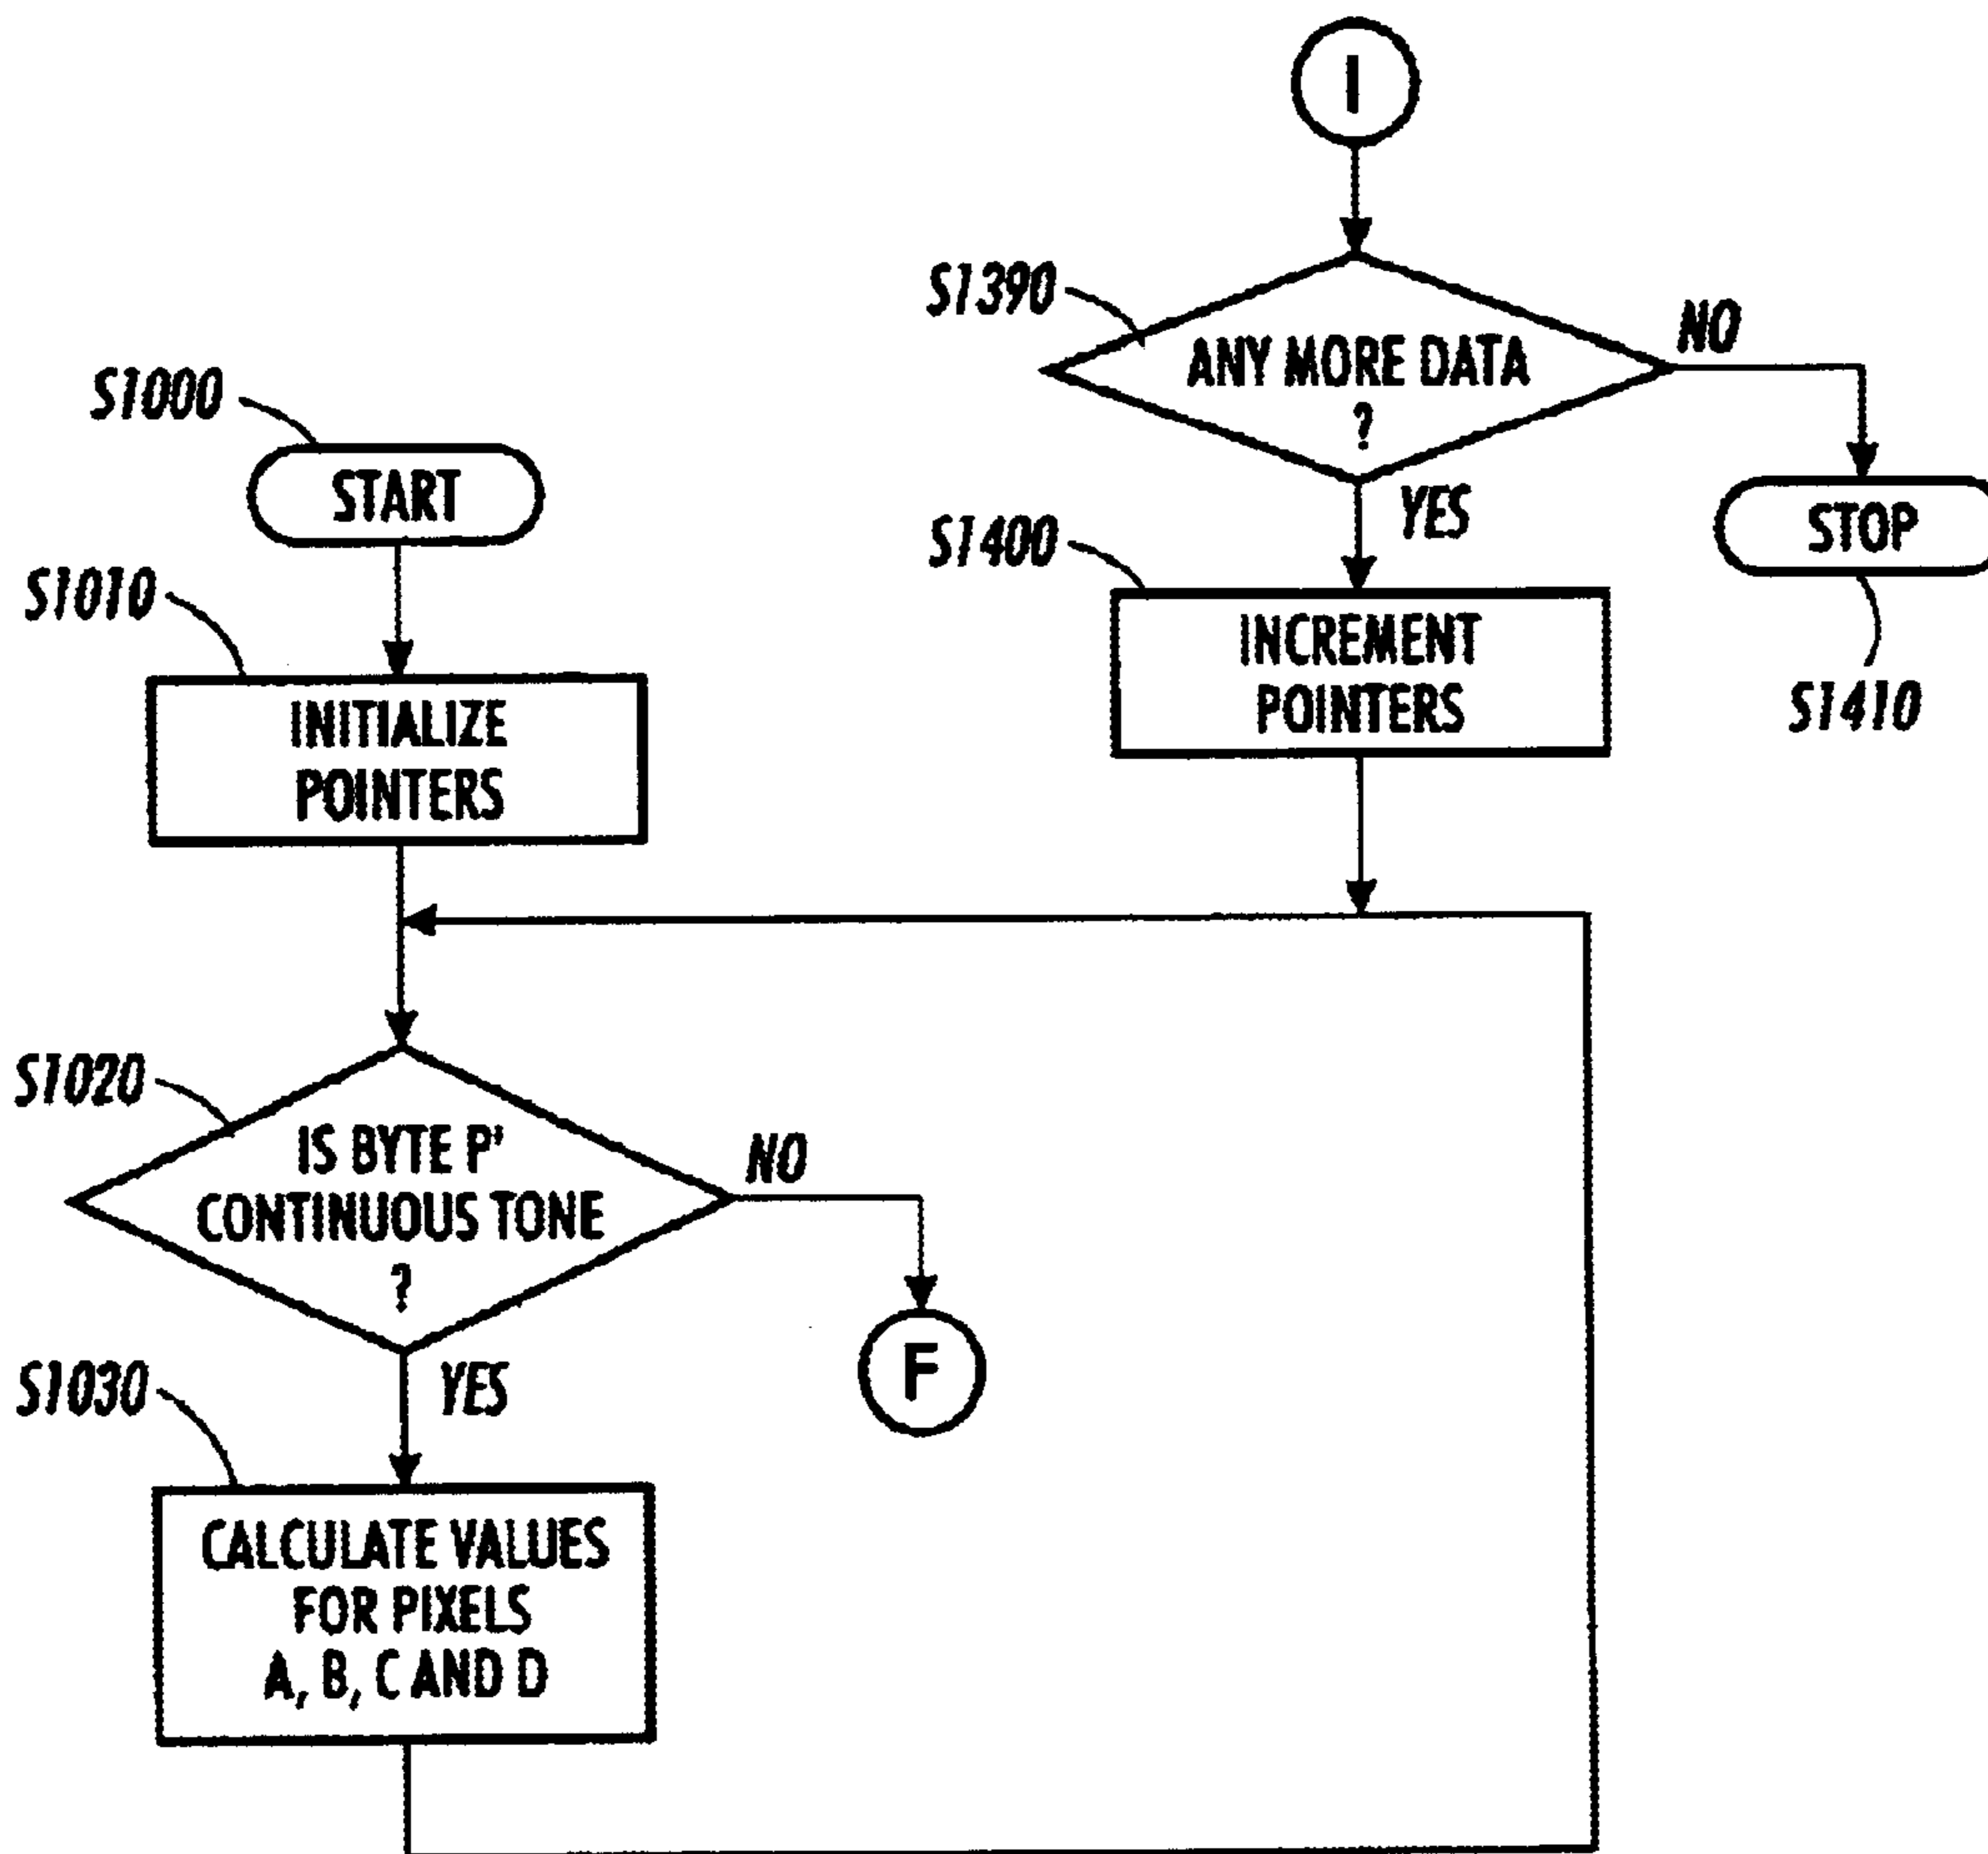 I
S1390
ANY MORE DATA
?
NO
YES
STOP
S1410
S1400
INCREMENT
POINTERS
S1000
START
S1010
INITIALIZE
POINTERS
S1020
IS BYTE P'
CONTINUOUS TONE
?
NO
F
YES
S1030
CALCULATE VALUES
FOR PIXELS
A, B, C AND D